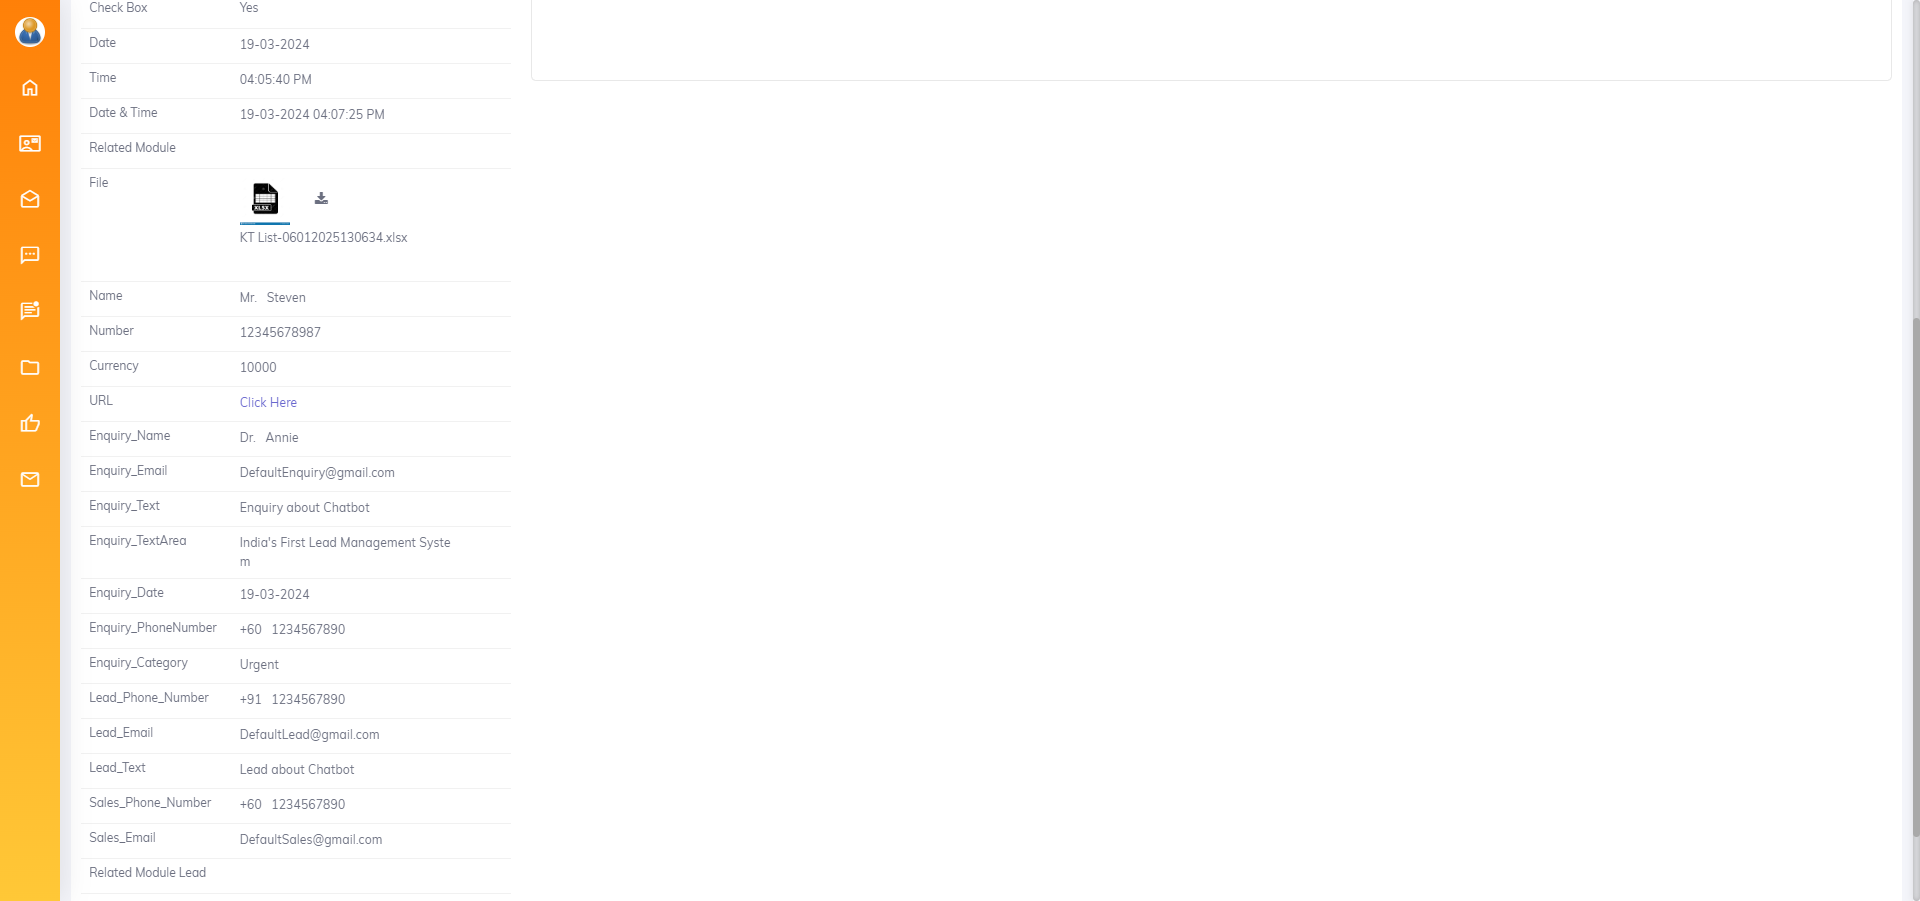 Check Box Yes
Date 19-03-2024
Time 04:05:40 PM
Date & Time 19-03-2024 04:07:25 PM
Related Module
File
XLSX
KT List-06012025130634.xlsx
Name Mr. Steven
Number 12345678987
Currency 10000
URL Click Here
Enquiry_Name Dr. Annie
Enquiry_Email DefaultEnquiry@gmail.com
Enquiry_Text Enquiry about Chatbot
Enquiry_TextArea India's First Lead Management Syste
m
Enquiry_Date 19-03-2024
Enquiry_PhoneNumber +60 1234567890
Enquiry_Category Urgent
Lead_Phone_Number +91 1234567890
Lead_Email DefaultLead@gmail.com
Lead_Text Lead about Chatbot
Sales_Phone_Number +60 1234567890
Sales_Email DefaultSales@gmail.com
Related Module Lead